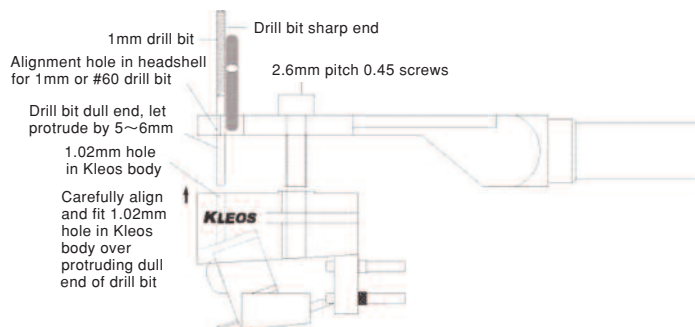 1mm drill bit
Drill bit sharp end
Alignment hole in headshell
for 1mm or #60 drill bit
2.6mm pitch 0.45 screws
Drill bit dull end, let
protrude by 5～6mm
1.02mm hole
in Kleos body
Carefully align
and fit 1.02mm
hole in Kleos
body over
protruding dull
end of drill bit
KLEOS